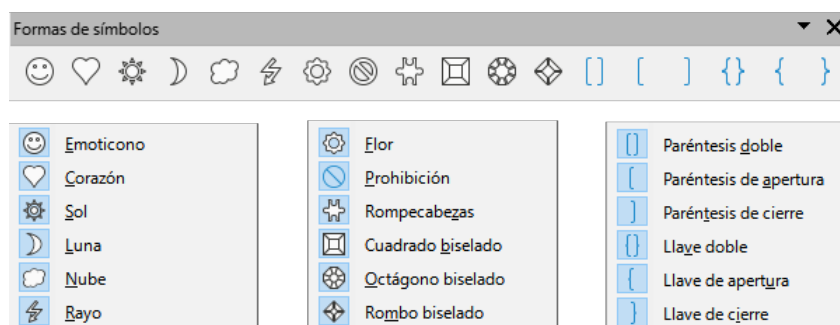 Formas de símbolos
Emoticono
Corazón
Sol
Luna
Nube
Rayo
Flor
Prohibición
Rompecabezas
Cuadrado biselado
Octágono biselado
Rombo biselado
Paréntesis doble
Paréntesis de apertura
Paréntesis de cierre
Llave doble
Llave de apertura
Llave de cierre